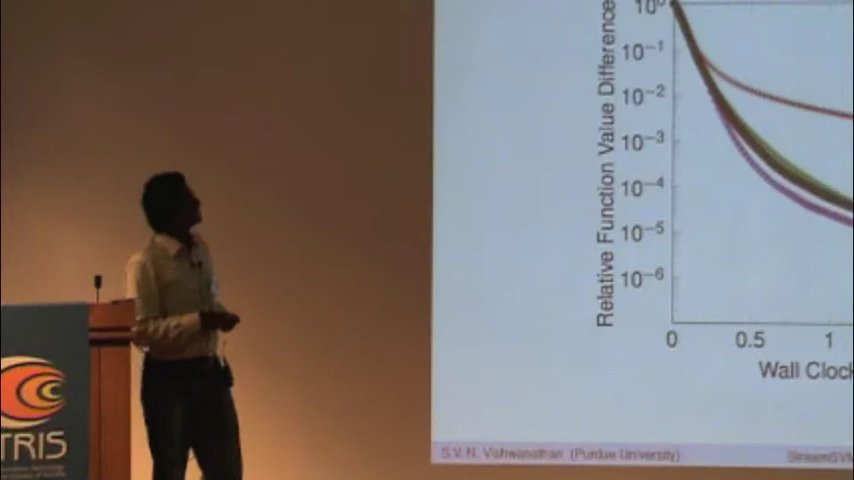 10⁰
10⁻¹
10⁻²
10⁻³
10⁻⁴
10⁻⁵
10⁻⁶
Relative Function Value Difference
0 0.5 1
Wall Clock
S.V. N. Vishwanathan (Purdue University) StreamSVM
TRIS